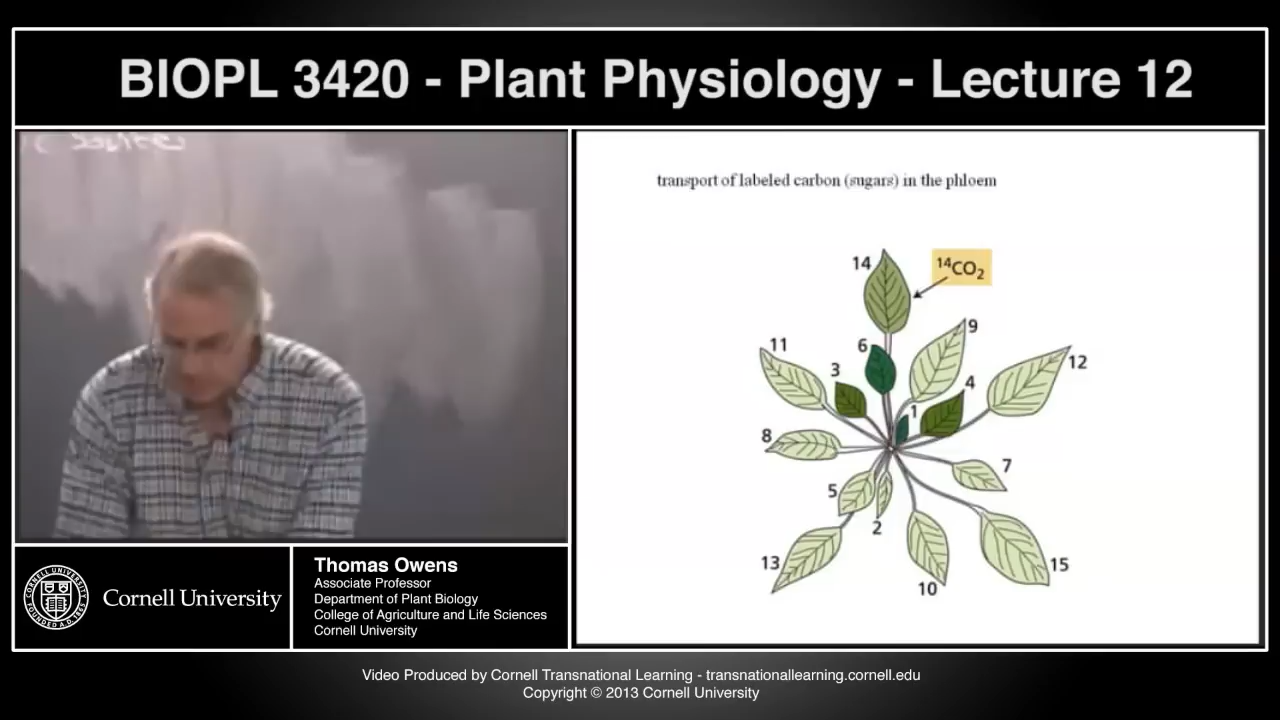 BIOPL 3420 - Plant Physiology - Lecture 12
transport of labeled carbon (sugars) in the phloem
14
¹⁴CO₂
9
11
6
12
3
4
1
8
7
5
2
13
15
10
Thomas Owens
Associate Professor
Department of Plant Biology
College of Agriculture and Life Sciences
Cornell University
Cornell University
Video Produced by Cornell Transnational Learning - transnationallearning.cornell.edu
Copyright © 2013 Cornell University